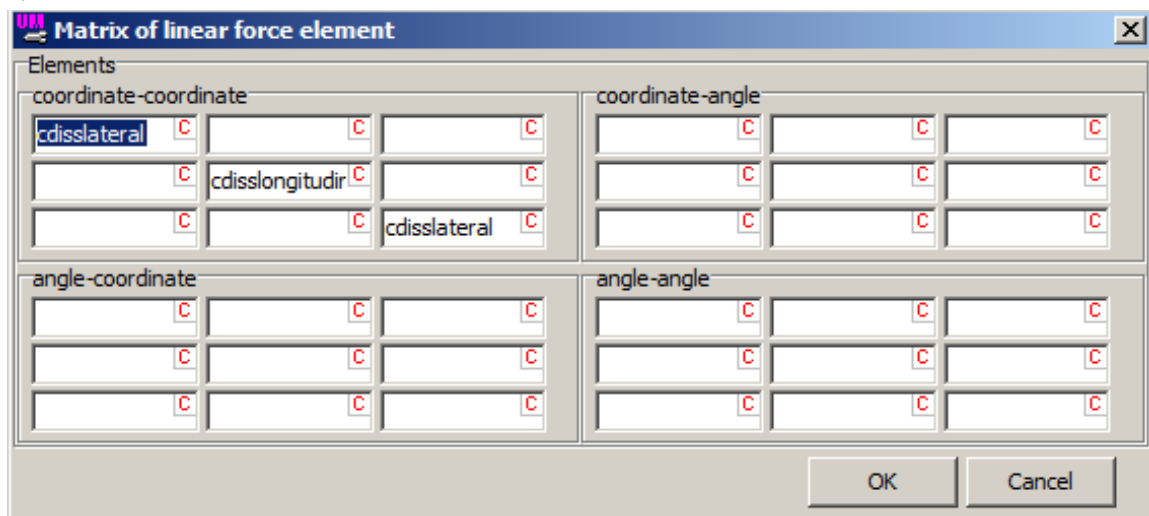 UM Matrix of linear force element
Elements
coordinate-coordinate coordinate-angle
cdisslateral C C C C C C
C cdisslongitudir C C C C C
C C cdisslateral C C C C
angle-coordinate angle-angle
C C C C C C
C C C C C C
C C C C C C
OK Cancel